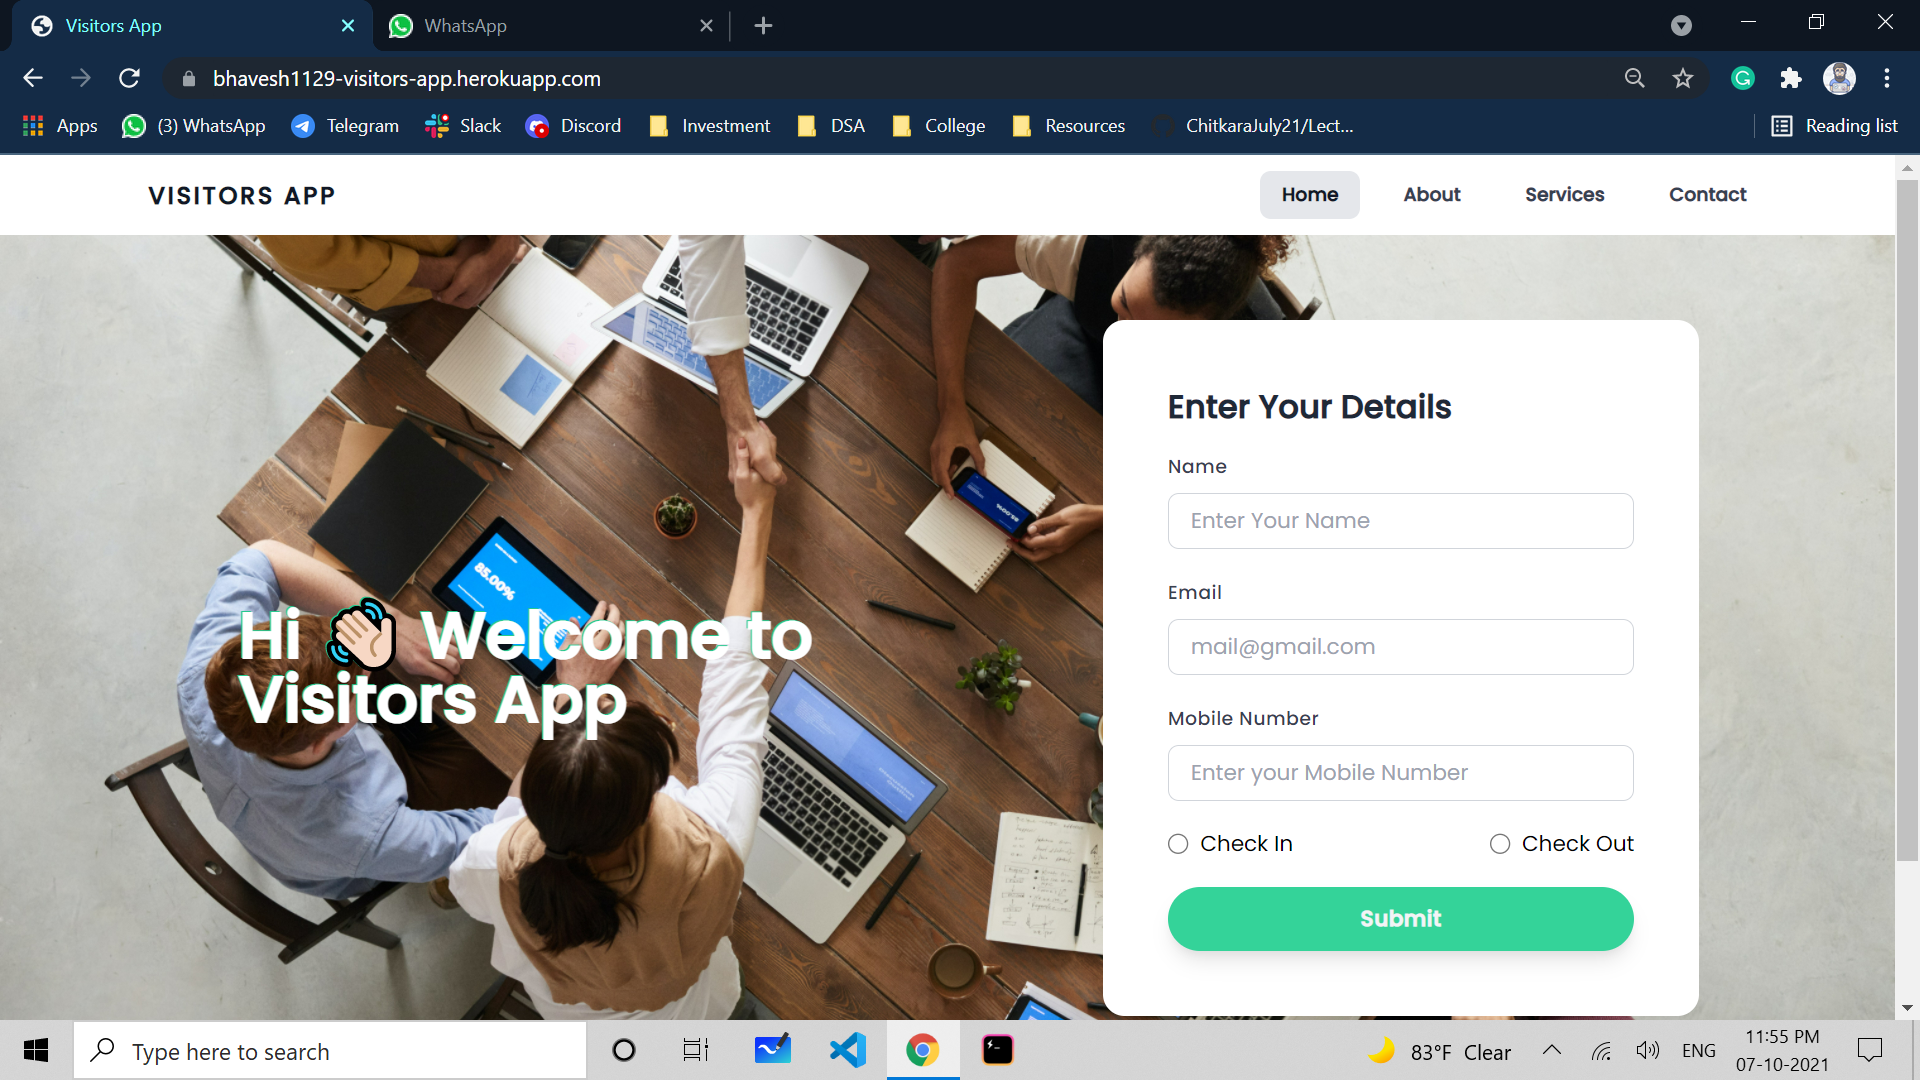 Visitors App
WhatsApp
bhavesh1129-visitors-app.herokuapp.com
Apps
(3) WhatsApp
Telegram
Slack
Discord
Investment
DSA
College
Resources
ChitkaraJuly21/Lect...
Reading list
VISITORS APP
Home
About
Services
Contact
85.00%
Hi 👋 Welcome to
Visitors App
Enter Your Details
Name
Enter Your Name
Email
mail@gmail.com
Mobile Number
Enter your Mobile Number
Check In
Check Out
Submit
Type here to search
83°F Clear
ENG
11:55 PM
07-10-2021